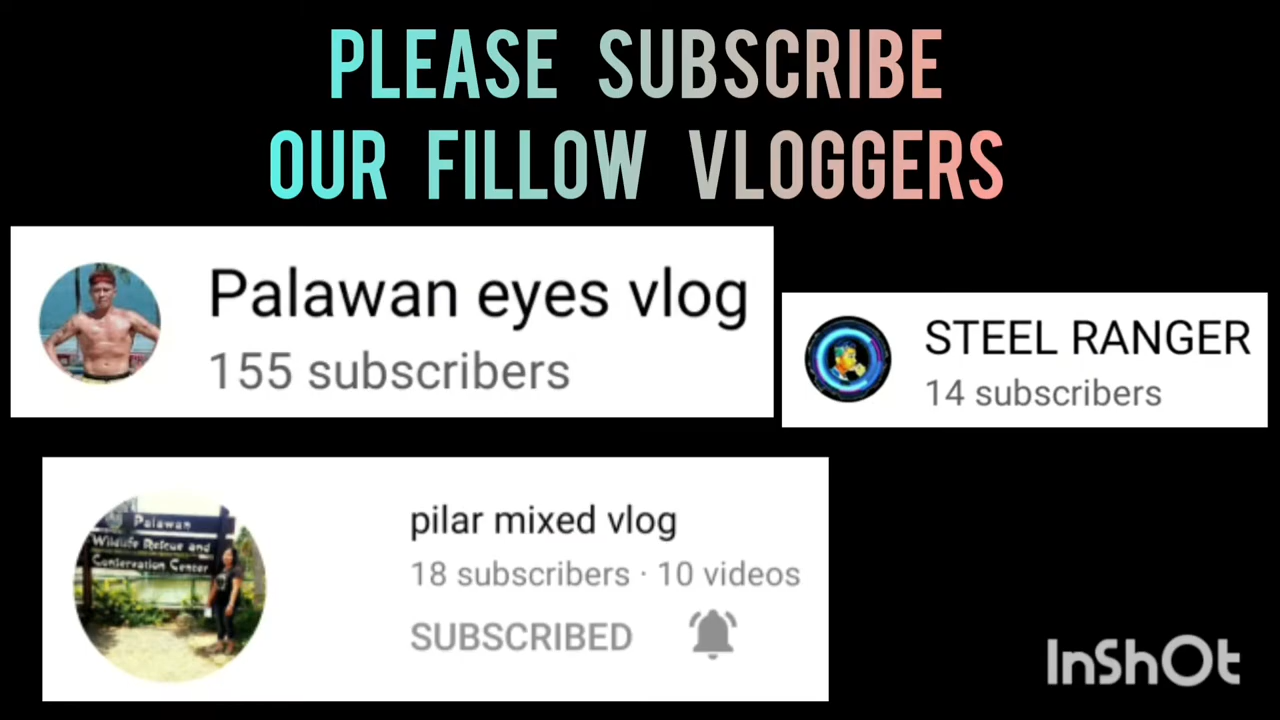 PLEASE SUBSCRIBE
OUR FILLOW VLOGGERS
Palawan eyes vlog
155 subscribers
STEEL RANGER
14 subscribers
Palawan
Wildlife Rescue and
Conservation Center
pilar mixed vlog
18 subscribers · 10 videos
SUBSCRIBED
InShOt